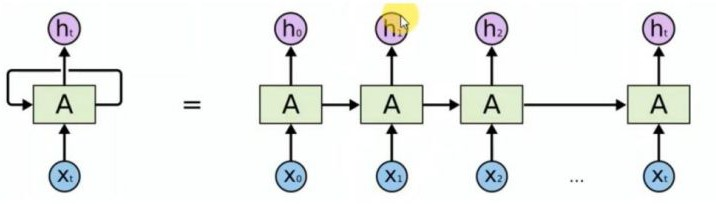 hₜ h₀ h₁ h₂ hₜ
A = A A A A
xₜ x₀ x₁ x₂ ... xₜ